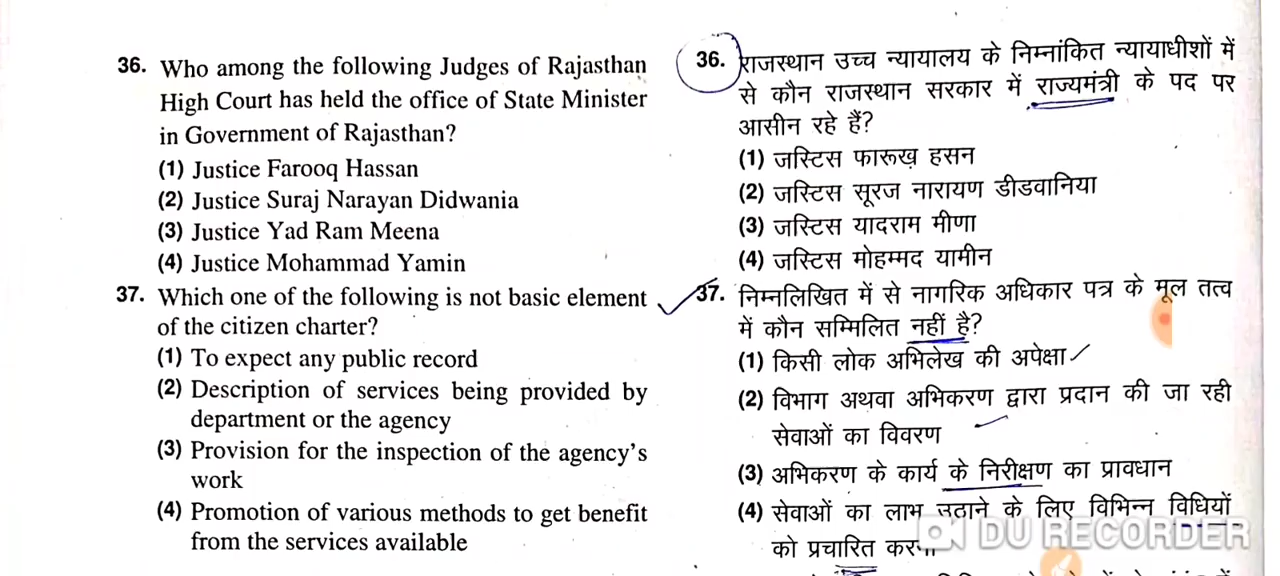 36. Who among the following Judges of Rajasthan
High Court has held the office of State Minister
in Government of Rajasthan?
(1) Justice Farooq Hassan
(2) Justice Suraj Narayan Didwania
(3) Justice Yad Ram Meena
(4) Justice Mohammad Yamin
37. Which one of the following is not basic element
of the citizen charter?
(1) To expect any public record
(2) Description of services being provided by
department or the agency
(3) Provision for the inspection of the agency's
work
(4) Promotion of various methods to get benefit
from the services available
36. राजस्थान उच्च न्यायालय के निम्नांकित न्यायाधीशों में
से कौन राजस्थान सरकार में राज्यमंत्री के पद पर
आसीन रहे हैं?
(1) जस्टिस फारूख़ हसन
(2) जस्टिस सूरज नारायण डीडवानिया
(3) जस्टिस यादराम मीणा
(4) जस्टिस मोहम्मद यामीन
37. निम्नलिखित में से नागरिक अधिकार पत्र के मूल तत्व
में कौन सम्मिलित नहीं है?
(1) किसी लोक अभिलेख की अपेक्षा
(2) विभाग अथवा अभिकरण द्वारा प्रदान की जा रही
सेवाओं का विवरण
(3) अभिकरण के कार्य के निरीक्षण का प्रावधान
(4) सेवाओं का लाभ उठाने के लिए विभिन्न विधियों
को प्रचारित करना
DU RECORDER